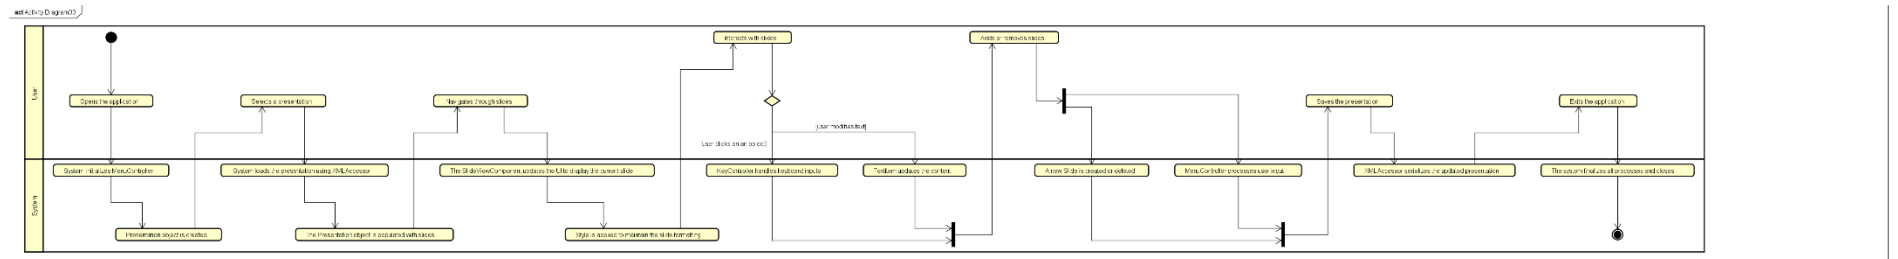 act Activity Diagram00
User
System
Interacts with slides
Adds or removes slides
Opens the application
Selects a presentation
Navigates through slides
Saves the presentation
Exits the application
[user modifies text]
[user clicks on an object]
System initializes MenuController
System loads the presentation using XMLAccessor
The SlideViewComponent updates the UI to display the current slide
KeyController handles keyboard inputs
TextItem updates the content
A new Slide is created or deleted
MenuController processes user input
XMLAccessor serializes the updated presentation
The system finalizes all processes and closes
Presentation object is created
the Presentation object is populated with slides
Style is applied to maintain the slide formatting